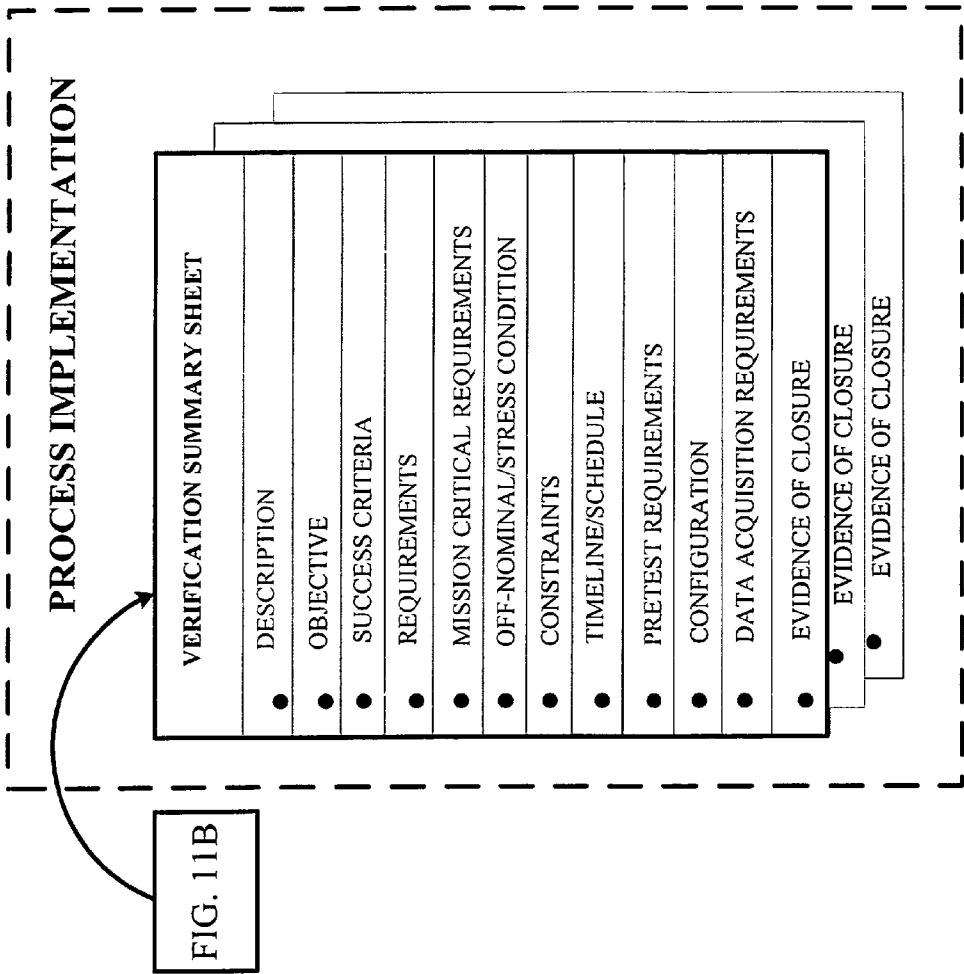 PROCESS IMPLEMENTATION
VERIFICATION SUMMARY SHEET
● DESCRIPTION
● OBJECTIVE
● SUCCESS CRITERIA
● REQUIREMENTS
● MISSION CRITICAL REQUIREMENTS
● OFF-NOMINAL/STRESS CONDITION
● CONSTRAINTS
● TIMELINE/SCHEDULE
● PRETEST REQUIREMENTS
● CONFIGURATION
● DATA ACQUISITION REQUIREMENTS
● EVIDENCE OF CLOSURE
● EVIDENCE OF CLOSURE
● EVIDENCE OF CLOSURE
FIG. 11B